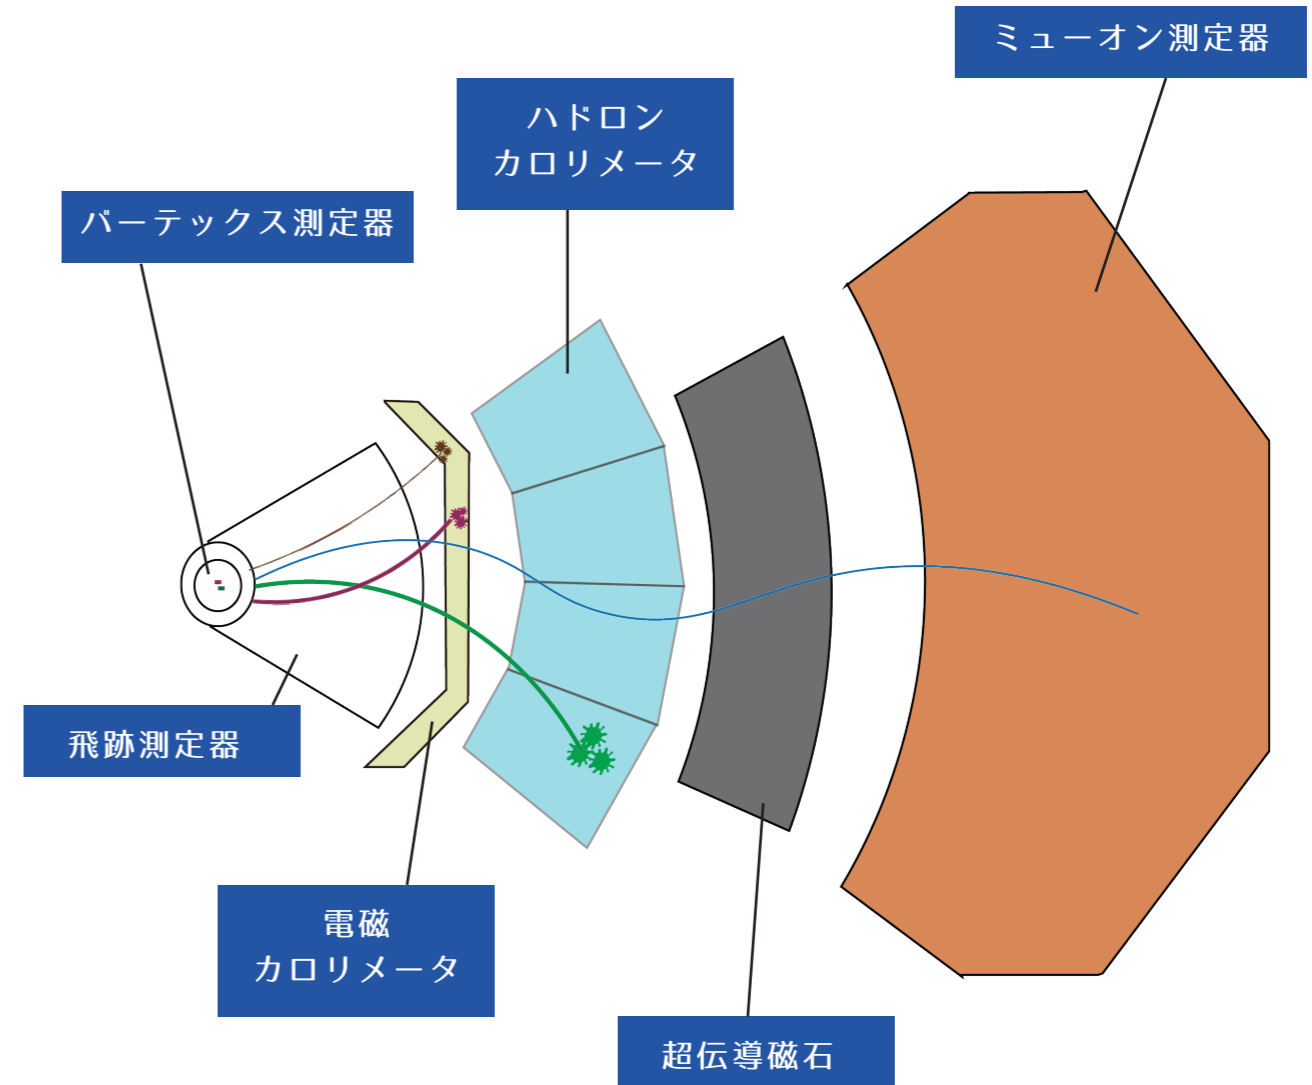 ミューオン測定器
ハドロン
カロリメータ
バーテックス測定器
飛跡測定器
電磁
カロリメータ
超伝導磁石